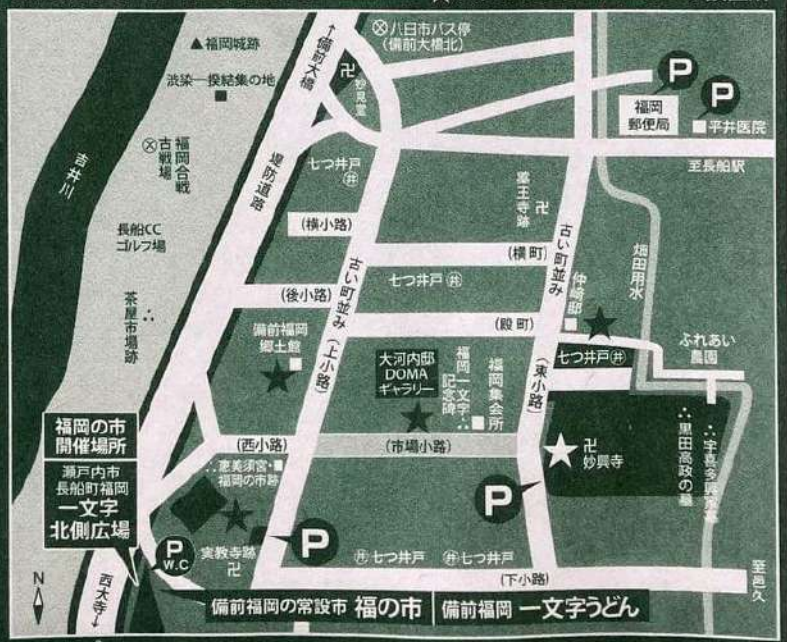 ↑備前大橋
八日市バス停
(備前大橋北)
▲福岡城跡
渋染一揆結集の地
卍妙見堂
P
P
福岡
郵便局
平井医院
至長船駅
福岡合戦
古戦場
吉井川
堤防道路
七つ井戸
井
薬王寺跡
卍
長船CC
ゴルフ場
(横小路)
(横町)
古い町並み
畑田用水
古い町並み(上小路)
七つ井戸 井
仲﨑邸
(後小路)
茶屋市場跡
(殿町)
備前福岡
郷土館
大河内邸
DOMA
ギャラリー
福岡一文字
記念碑
福岡集会所
(東小路)
七つ井戸 井
ふれあい
農園
福岡の市
開催場所
瀬戸内市
長船町福岡
一文字
北側広場
(西小路)
(市場小路)
恵美須宮・
福岡の市跡
卍
妙興寺
黒田高政の墓
P
P
W.C
実教寺跡
卍
P
井 七つ井戸
井 七つ井戸
(下小路)
至邑久
N
西大寺↓
備前福岡の常設市 福の市
備前福岡 一文字うどん